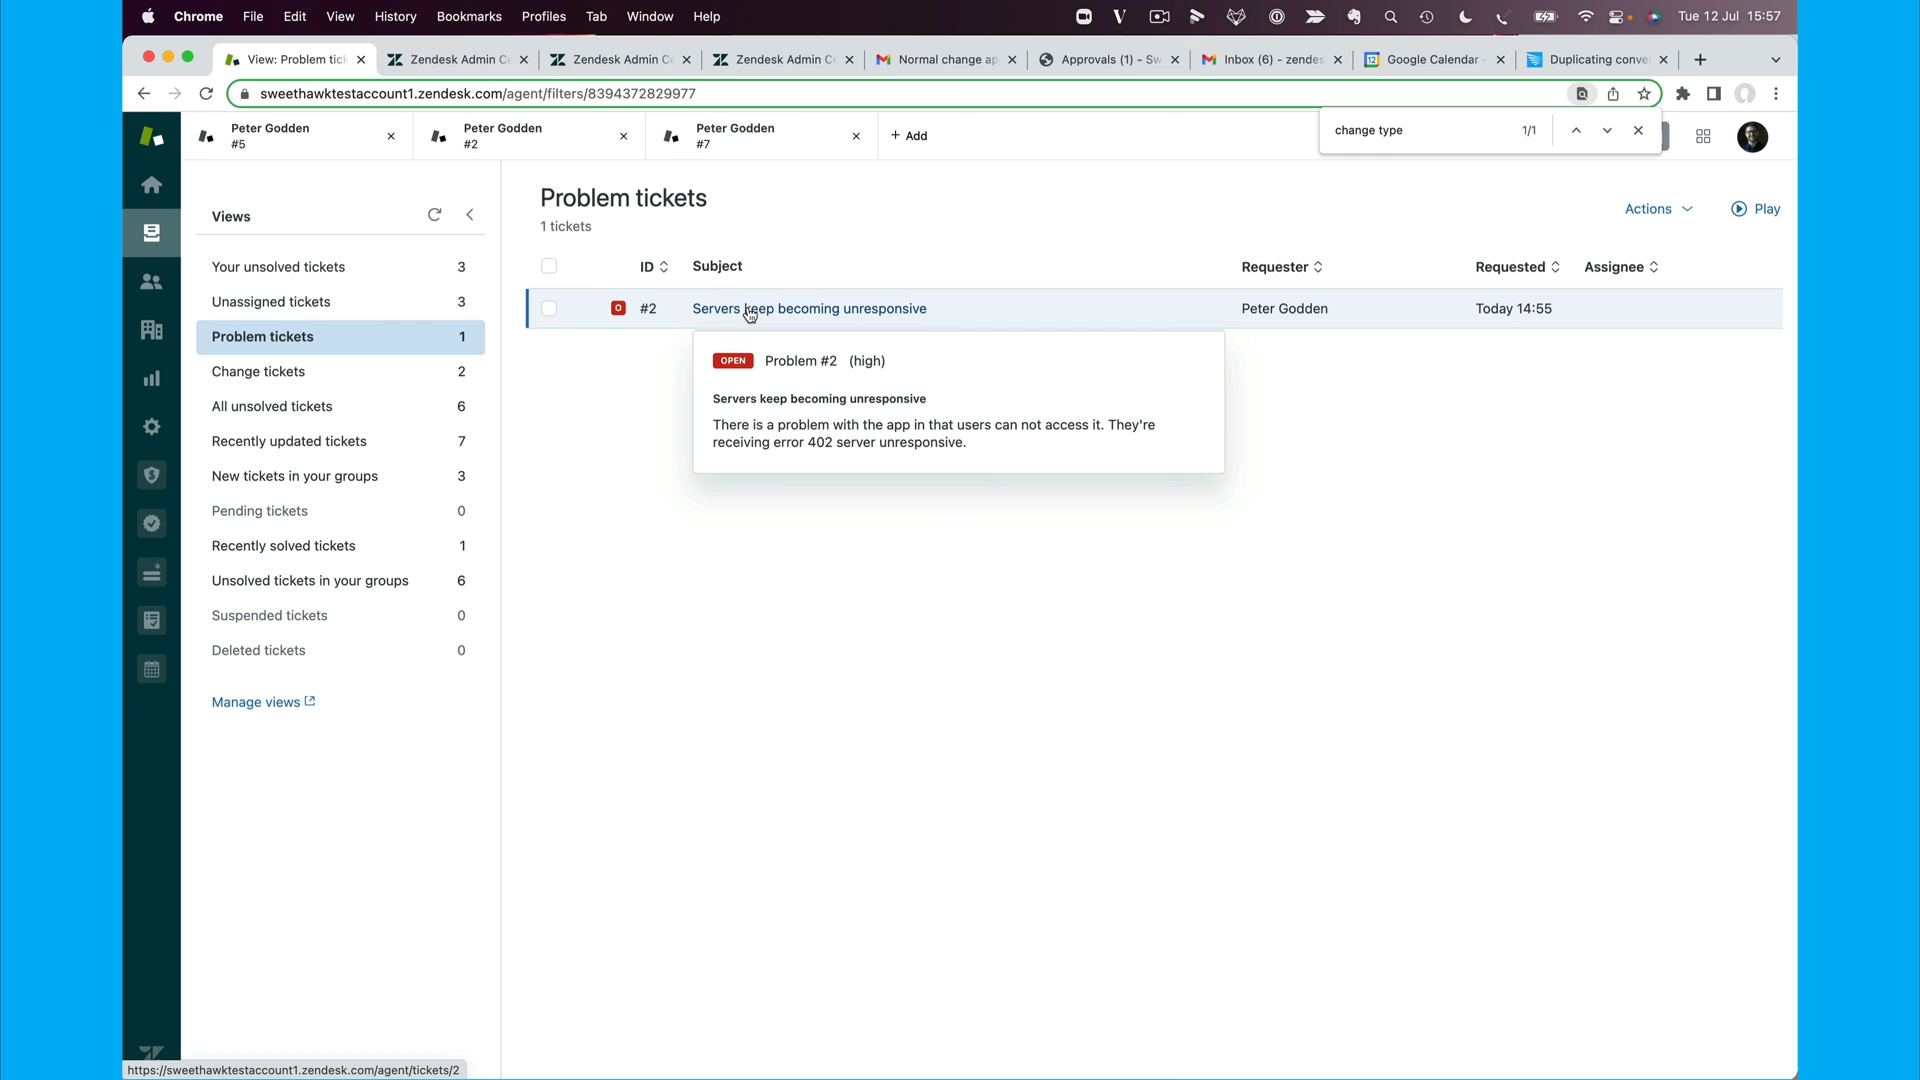 Chrome File Edit View History Bookmarks Profiles Tab Window Help Tue 12 Jul 15:57
View: Problem tick Zendesk Admin Ce Zendesk Admin Ce Zendesk Admin Ce Normal change ap Approvals (1) - Sw Inbox (6) - zendes Google Calendar - Duplicating conve
sweethawktestaccount1.zendesk.com/agent/filters/8394372829977
change type 1/1
Peter Godden
#5
Peter Godden
#2
Peter Godden
#7
+ Add
Views
Problem tickets
1 tickets
Actions
Play
ID Subject Requester Requested Assignee
O #2 Servers keep becoming unresponsive Peter Godden Today 14:55
OPEN Problem #2 (high)
Servers keep becoming unresponsive
There is a problem with the app in that users can not access it. They're
receiving error 402 server unresponsive.
Your unsolved tickets 3
Unassigned tickets 3
Problem tickets 1
Change tickets 2
All unsolved tickets 6
Recently updated tickets 7
New tickets in your groups 3
Pending tickets 0
Recently solved tickets 1
Unsolved tickets in your groups 6
Suspended tickets 0
Deleted tickets 0
Manage views
https://sweethawktestaccount1.zendesk.com/agent/tickets/2